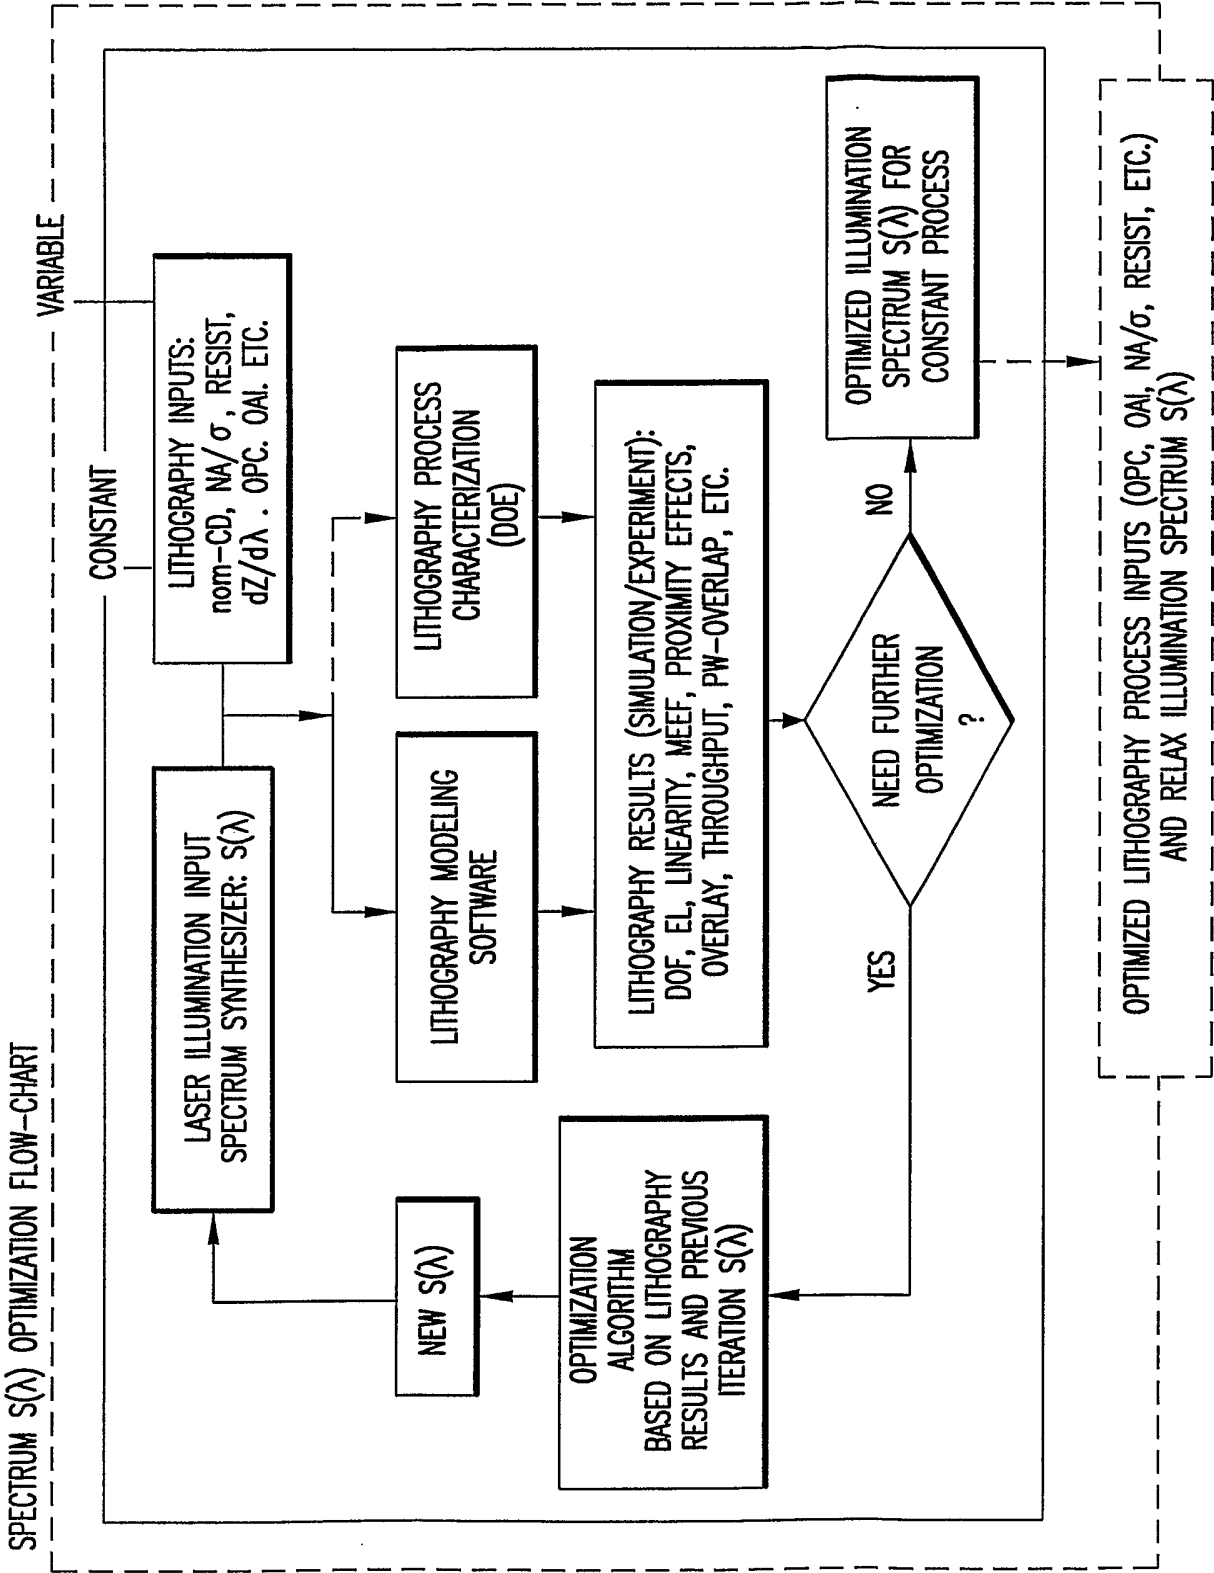 SPECTRUM S(λ) OPTIMIZATION FLOW-CHART
VARIABLE
CONSTANT
LASER ILLUMINATION INPUT
SPECTRUM SYNTHESIZER: S(λ)
LITHOGRAPHY INPUTS:
nom-CD, NA/σ, RESIST,
dZ/dλ. OPC. OAI. ETC.
NEW S(λ)
LITHOGRAPHY MODELING
SOFTWARE
LITHOGRAPHY PROCESS
CHARACTERIZATION
(DOE)
OPTIMIZATION
ALGORITHM
BASED ON LITHOGRAPHY
RESULTS AND PREVIOUS
ITERATION S(λ)
LITHOGRAPHY RESULTS (SIMULATION/EXPERIMENT):
DOF, EL, LINEARITY, MEEF, PROXIMITY EFFECTS,
OVERLAY, THROUGHPUT, PW-OVERLAP, ETC.
YES
NEED FURTHER
OPTIMIZATION
?
NO
OPTIMIZED ILLUMINATION
SPECTRUM S(λ) FOR
CONSTANT PROCESS
OPTIMIZED LITHOGRAPHY PROCESS INPUTS (OPC, OAI, NA/σ, RESIST, ETC.)
AND RELAX ILLUMINATION SPECTRUM S(λ)